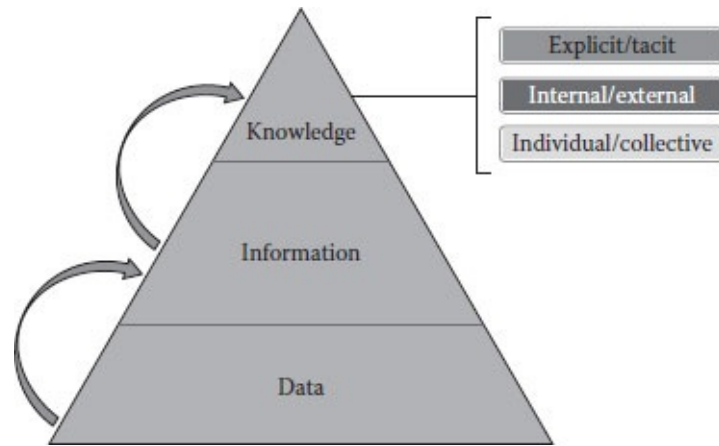 Explicit/tacit
Internal/external
Individual/collective
Knowledge
Information
Data